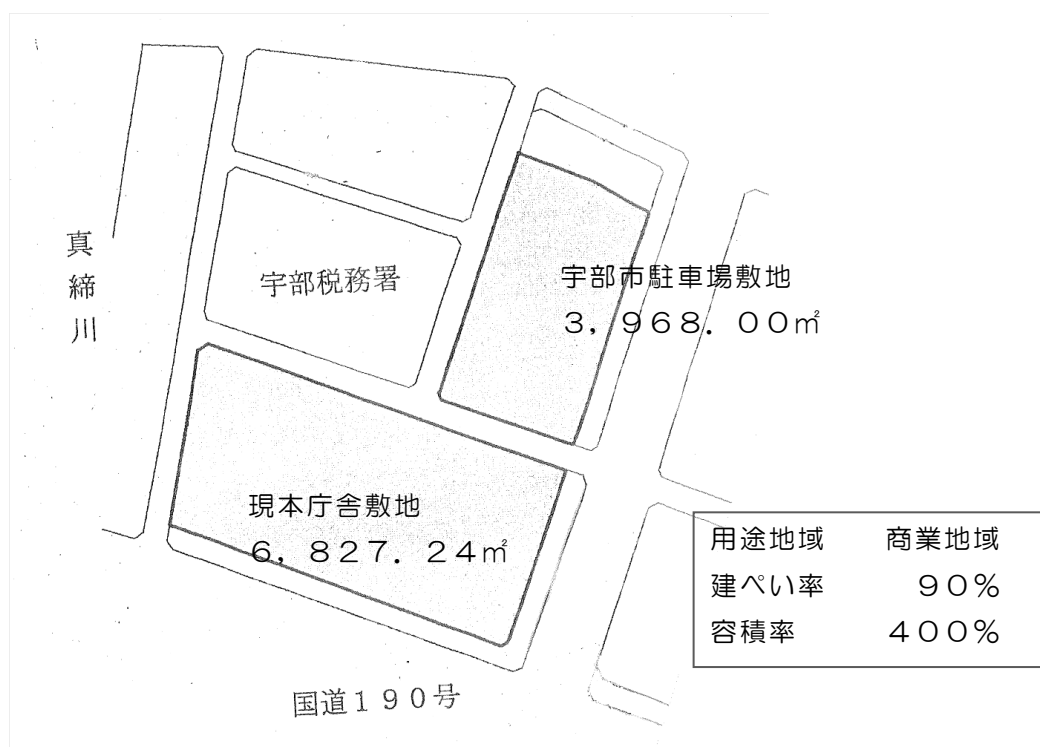 真締川
宇部税務署
宇部市駐車場敷地
３，９６８．００㎡
現本庁舎敷地
６，８２７．２４㎡
用途地域　商業地域
建ぺい率　９０％
容積率　４００％
国道１９０号